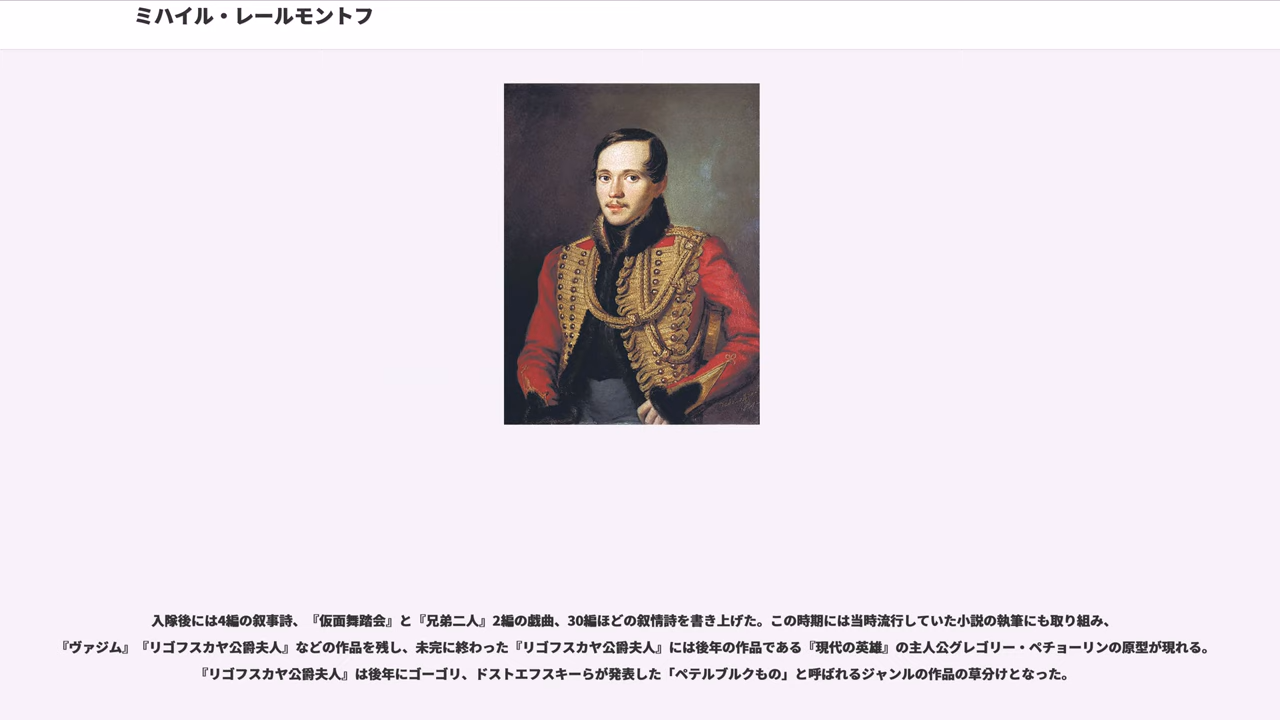 ミハイル・レールモントフ
入隊後には4編の叙事詩、『仮面舞踏会』と『兄弟二人』2編の戯曲、30編ほどの叙情詩を書き上げた。この時期には当時流行していた小説の執筆にも取り組み、
『ヴァジム』『リゴフスカヤ公爵夫人』などの作品を残し、未完に終わった『リゴフスカヤ公爵夫人』には後年の作品である『現代の英雄』の主人公グレゴリー・ペチョーリンの原型が現れる。
『リゴフスカヤ公爵夫人』は後年にゴーゴリ、ドストエフスキーらが発表した「ペテルブルクもの」と呼ばれるジャンルの作品の草分けとなった。